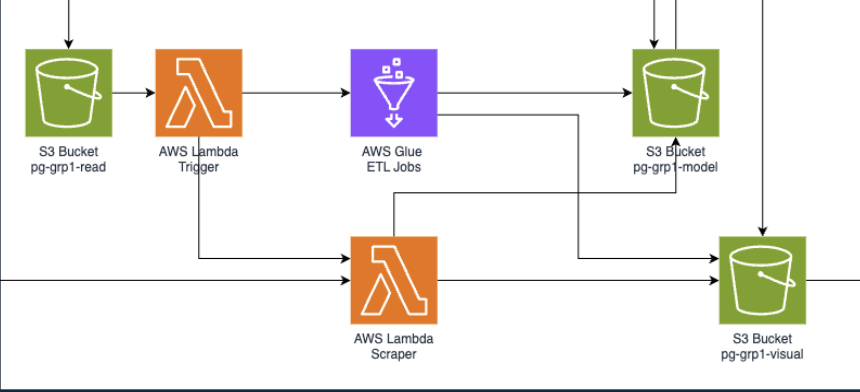 S3 Bucket
pg-grp1-read
AWS Lambda
Trigger
AWS Glue
ETL Jobs
S3 Bucket
pg-grp1-model
AWS Lambda
Scraper
S3 Bucket
pg-grp1-visual